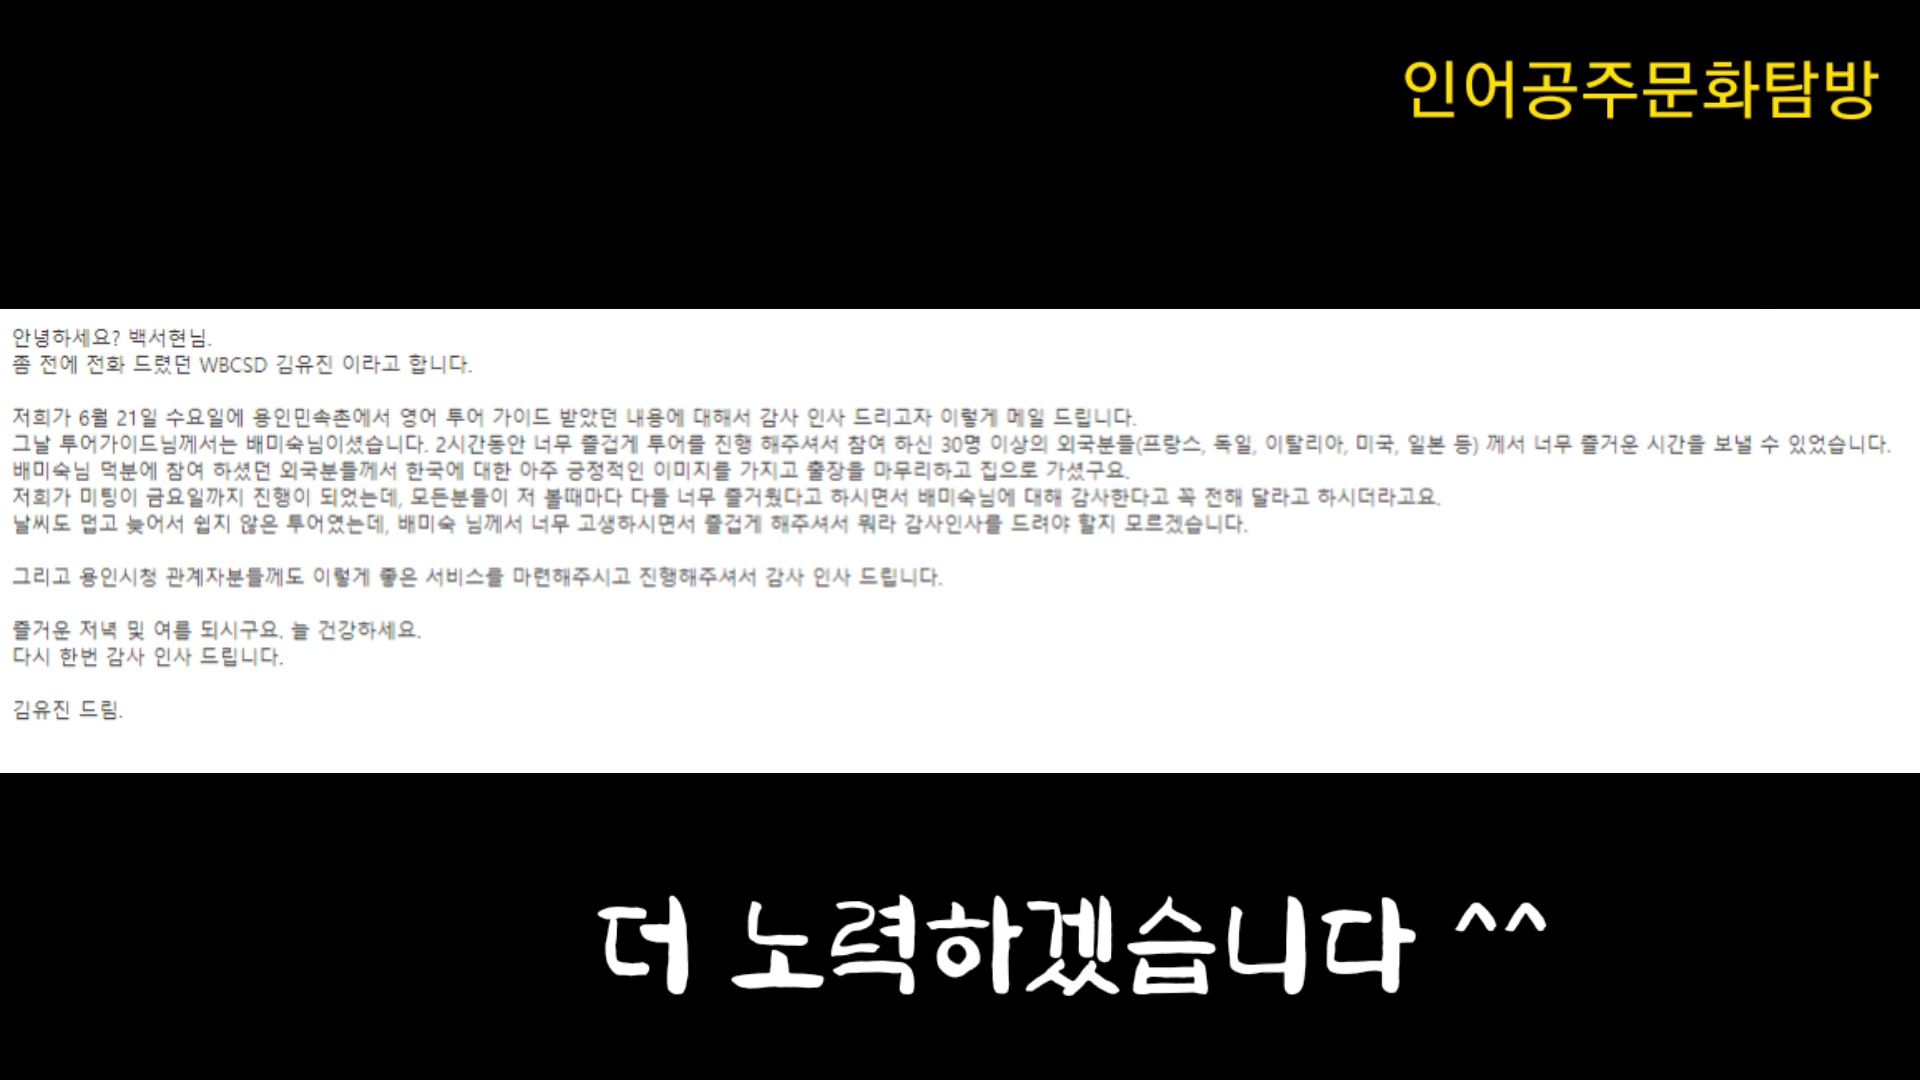 인어공주문화탐방
안녕하세요? 백서현님.
좀 전에 전화 드렸던 WBCSD 김유진 이라고 합니다.
저희가 6월 21일 수요일에 용인민속촌에서 영어 투어 가이드 받았던 내용에 대해서 감사 인사 드리고자 이렇게 메일 드립니다.
그날 투어가이드님께서는 배미숙님이셨습니다. 2시간동안 너무 즐겁게 투어를 진행 해주셔서 참여 하신 30명 이상의 외국분들(프랑스, 독일, 이탈리아, 미국, 일본 등) 께서 너무 즐거운 시간을 보낼 수 있었습니다.
배미숙님 덕분에 참여 하셨던 외국분들께서 한국에 대한 아주 긍정적인 이미지를 가지고 출장을 마무리하고 집으로 가셨구요.
저희가 미팅이 금요일까지 진행이 되었는데, 모든분들이 저 볼때마다 다들 너무 즐거웠다고 하시면서 배미숙님에 대해 감사한다고 꼭 전해 달라고 하시더라고요.
날씨도 덥고 늦어서 쉽지 않은 투어였는데, 배미숙 님께서 너무 고생하시면서 즐겁게 해주셔서 뭐라 감사인사를 드려야 할지 모르겠습니다.
그리고 용인시청 관계자분들께도 이렇게 좋은 서비스를 마련해주시고 진행해주셔서 감사 인사 드립니다.
즐거운 저녁 및 여름 되시구요. 늘 건강하세요.
다시 한번 감사 인사 드립니다.
김유진 드림.
더 노력하겠습니다 ^^